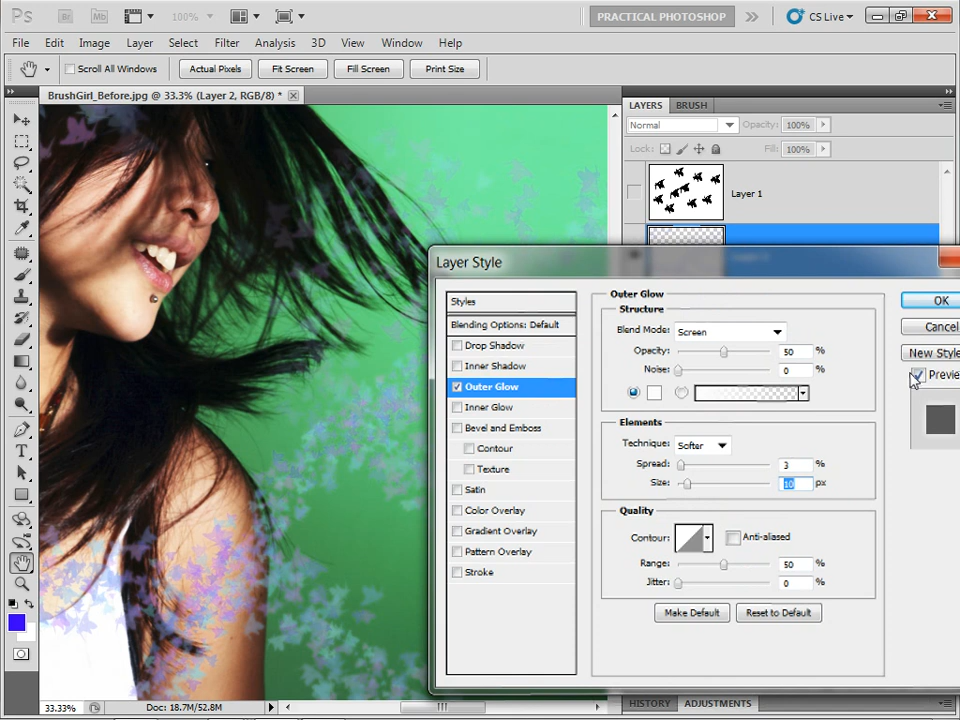 Ps Br Mb 100% PRACTICAL PHOTOSHOP CS Live
File Edit Image Layer Select Filter Analysis 3D View Window Help
Scroll All Windows Actual Pixels Fit Screen Fill Screen Print Size
BrushGirl_Before.jpg @ 33.3% (Layer 2, RGB/8) *
LAYERS BRUSH
Normal Opacity: 100%
Lock: Fill: 100%
Layer 1
Layer Style
Styles
Blending Options: Default
Drop Shadow
Inner Shadow
Outer Glow
Inner Glow
Bevel and Emboss
Contour
Texture
Satin
Color Overlay
Gradient Overlay
Pattern Overlay
Stroke
Outer Glow
Structure
Blend Mode: Screen
Opacity: 50 %
Noise: 0 %
Elements
Technique: Softer
Spread: 3 %
Size: 10 px
Quality
Contour: Anti-aliased
Range: 50 %
Jitter: 0 %
Make Default Reset to Default
OK
Cancel
New Style
Previe
T
33.33% Doc: 18.7M/52.8M
HISTORY ADJUSTMENTS